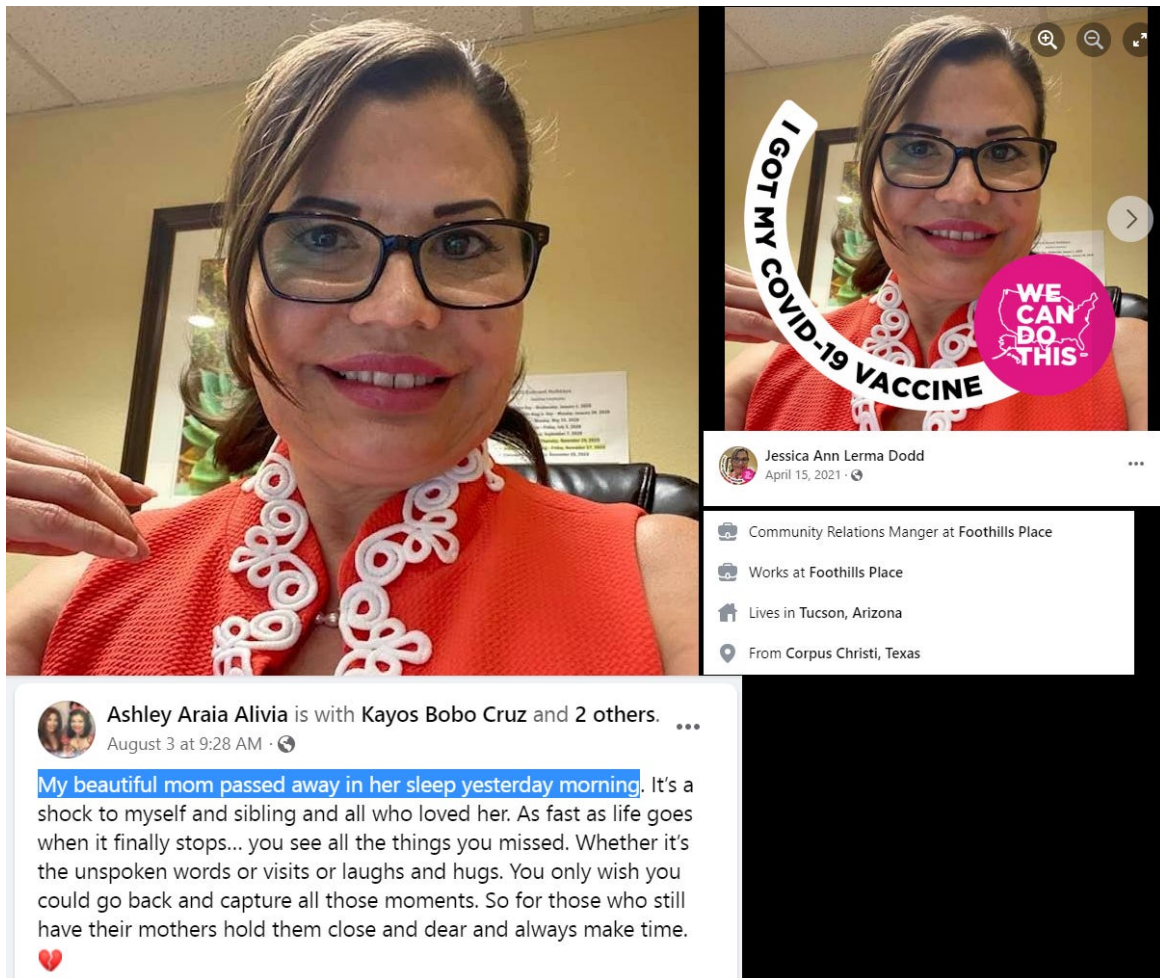 I GOT MY COVID-19 VACCINE
WE
CAN
DO
THIS
Jessica Ann Lerma Dodd
April 15, 2021
Community Relations Manger at Foothills Place
Works at Foothills Place
Lives in Tucson, Arizona
From Corpus Christi, Texas
Ashley Araia Alivia is with Kayos Bobo Cruz and 2 others.
August 3 at 9:28 AM
My beautiful mom passed away in her sleep yesterday morning. It's a
shock to myself and sibling and all who loved her. As fast as life goes
when it finally stops... you see all the things you missed. Whether it's
the unspoken words or visits or laughs and hugs. You only wish you
could go back and capture all those moments. So for those who still
have their mothers hold them close and dear and always make time.